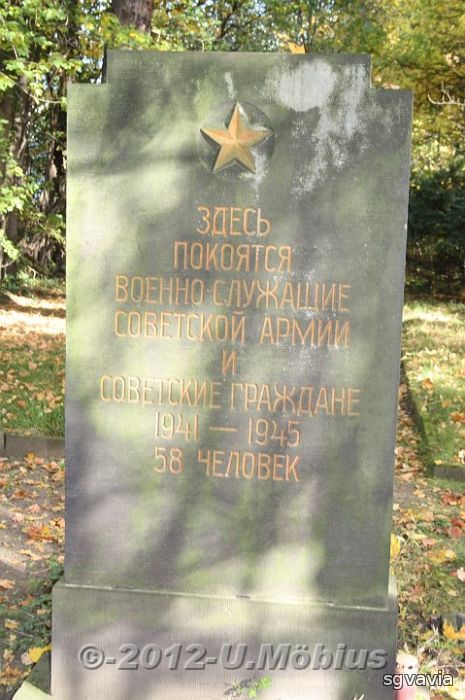 ЗДЕСЬ
ПОКОЯТСЯ
ВОЕННО-СЛУЖАЩИЕ
СОВЕТСКОЙ АРМИИ
И
СОВЕТСКИЕ ГРАЖДАНЕ
1941 — 1945
58 ЧЕЛОВЕК
©-2012-U.Möbius
sgvavia